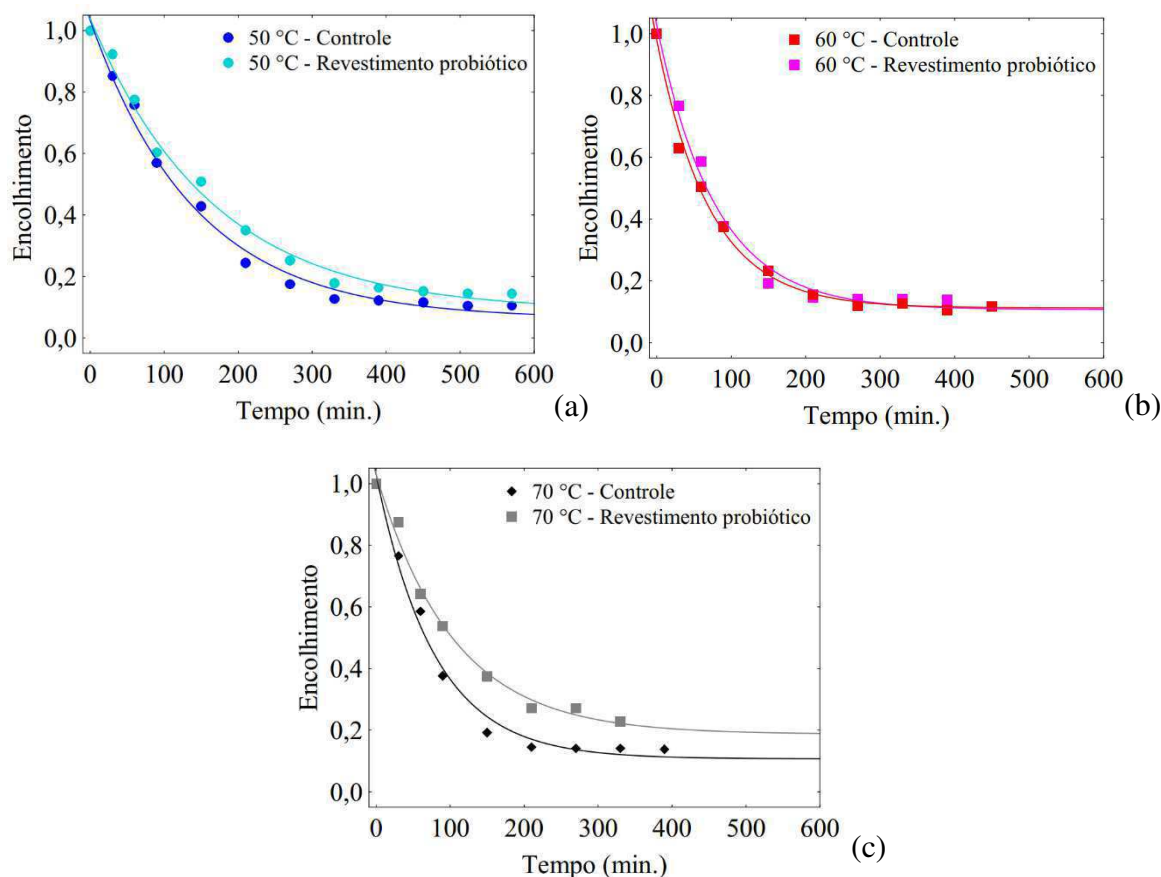 50 °C - Controle
50 °C - Revestimento probiótico
Encolhimento
1,0
0,8
0,6
0,4
0,2
0,0
0 100 200 300 400 500 600
Tempo (min.)
(a)
60 °C - Controle
60 °C - Revestimento probiótico
Encolhimento
1,0
0,8
0,6
0,4
0,2
0,0
0 100 200 300 400 500 600
Tempo (min.)
(b)
70 °C - Controle
70 °C - Revestimento probiótico
Encolhimento
1,0
0,8
0,6
0,4
0,2
0,0
0 100 200 300 400 500 600
Tempo (min.)
(c)